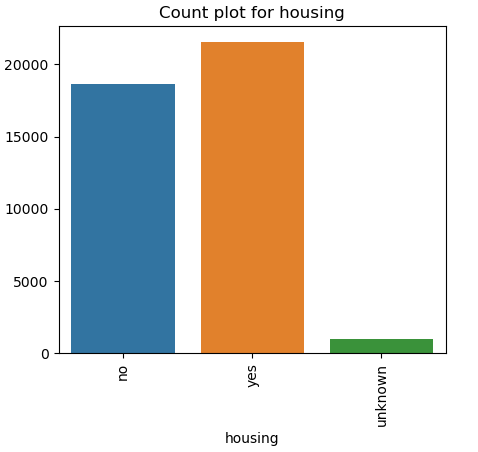 Count plot for housing
20000
15000
10000
5000
0
no
yes
unknown
housing